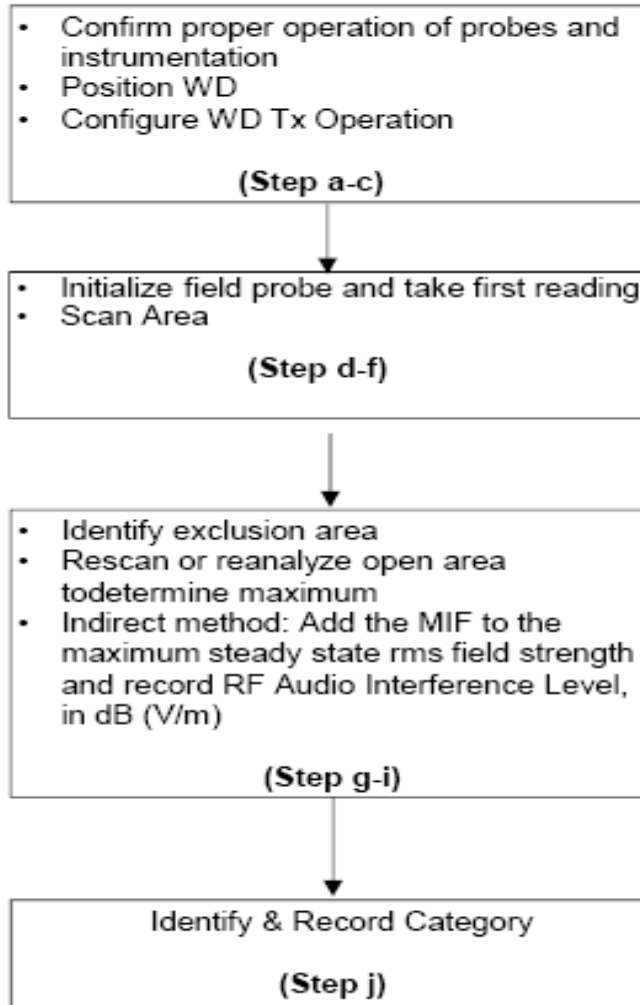 • Confirm proper operation of probes and
instrumentation
• Position WD
• Configure WD Tx Operation
(Step a-c)
• Initialize field probe and take first reading
• Scan Area
(Step d-f)
• Identify exclusion area
• Rescan or reanalyze open area
todetermine maximum
• Indirect method: Add the MIF to the
maximum steady state rms field strength
and record RF Audio Interference Level,
in dB (V/m)
(Step g-i)
Identify & Record Category
(Step j)